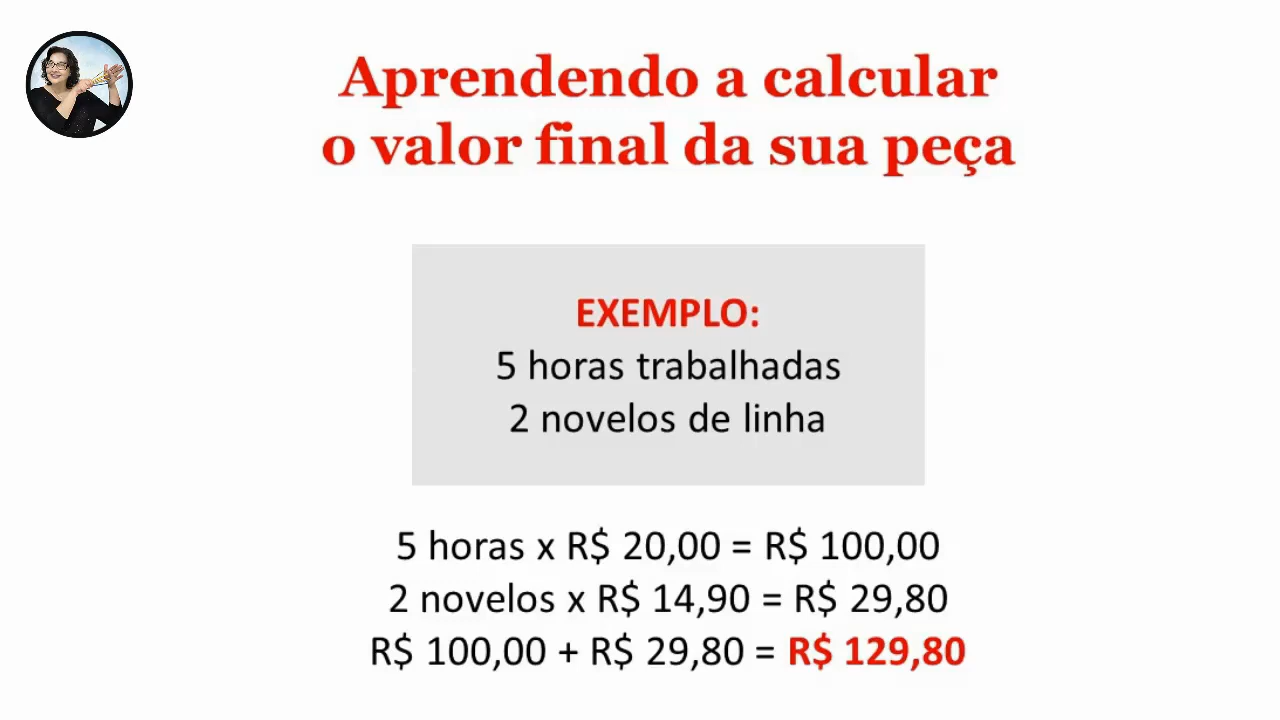 Aprendendo a calcular
o valor final da sua peça
EXEMPLO:
5 horas trabalhadas
2 novelos de linha
5 horas x R$ 20,00 = R$ 100,00
2 novelos x R$ 14,90 = R$ 29,80
R$ 100,00 + R$ 29,80 = R$ 129,80